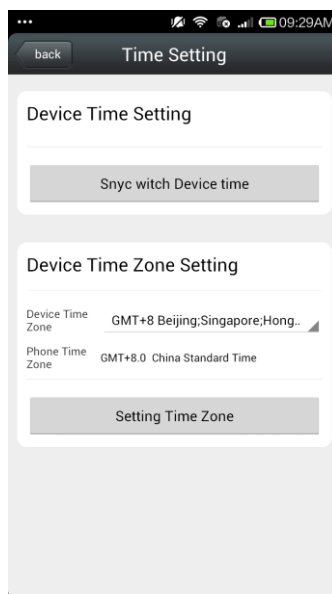 09:29AM
back
Time Setting
Device Time Setting
Snyc witch Device time
Device Time Zone Setting
Device Time
Zone
GMT+8 Beijing;Singapore;Hong..
Phone Time
Zone
GMT+8.0 China Standard Time
Setting Time Zone